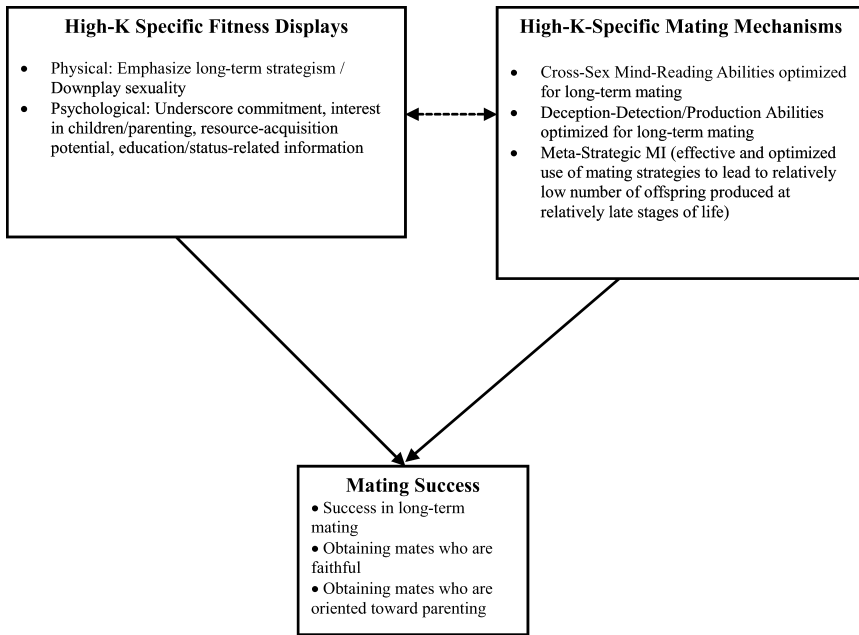 High-K Specific Fitness Displays
• Physical: Emphasize long-term strategism /
Downplay sexuality
• Psychological: Underscore commitment, interest
in children/parenting, resource-acquisition
potential, education/status-related information
High-K-Specific Mating Mechanisms
• Cross-Sex Mind-Reading Abilities optimized
for long-term mating
• Deception-Detection/Production Abilities
optimized for long-term mating
• Meta-Strategic MI (effective and optimized
use of mating strategies to lead to relatively
low number of offspring produced at
relatively late stages of life)
Mating Success
• Success in long-term
mating
• Obtaining mates who are
faithful
• Obtaining mates who are
oriented toward parenting